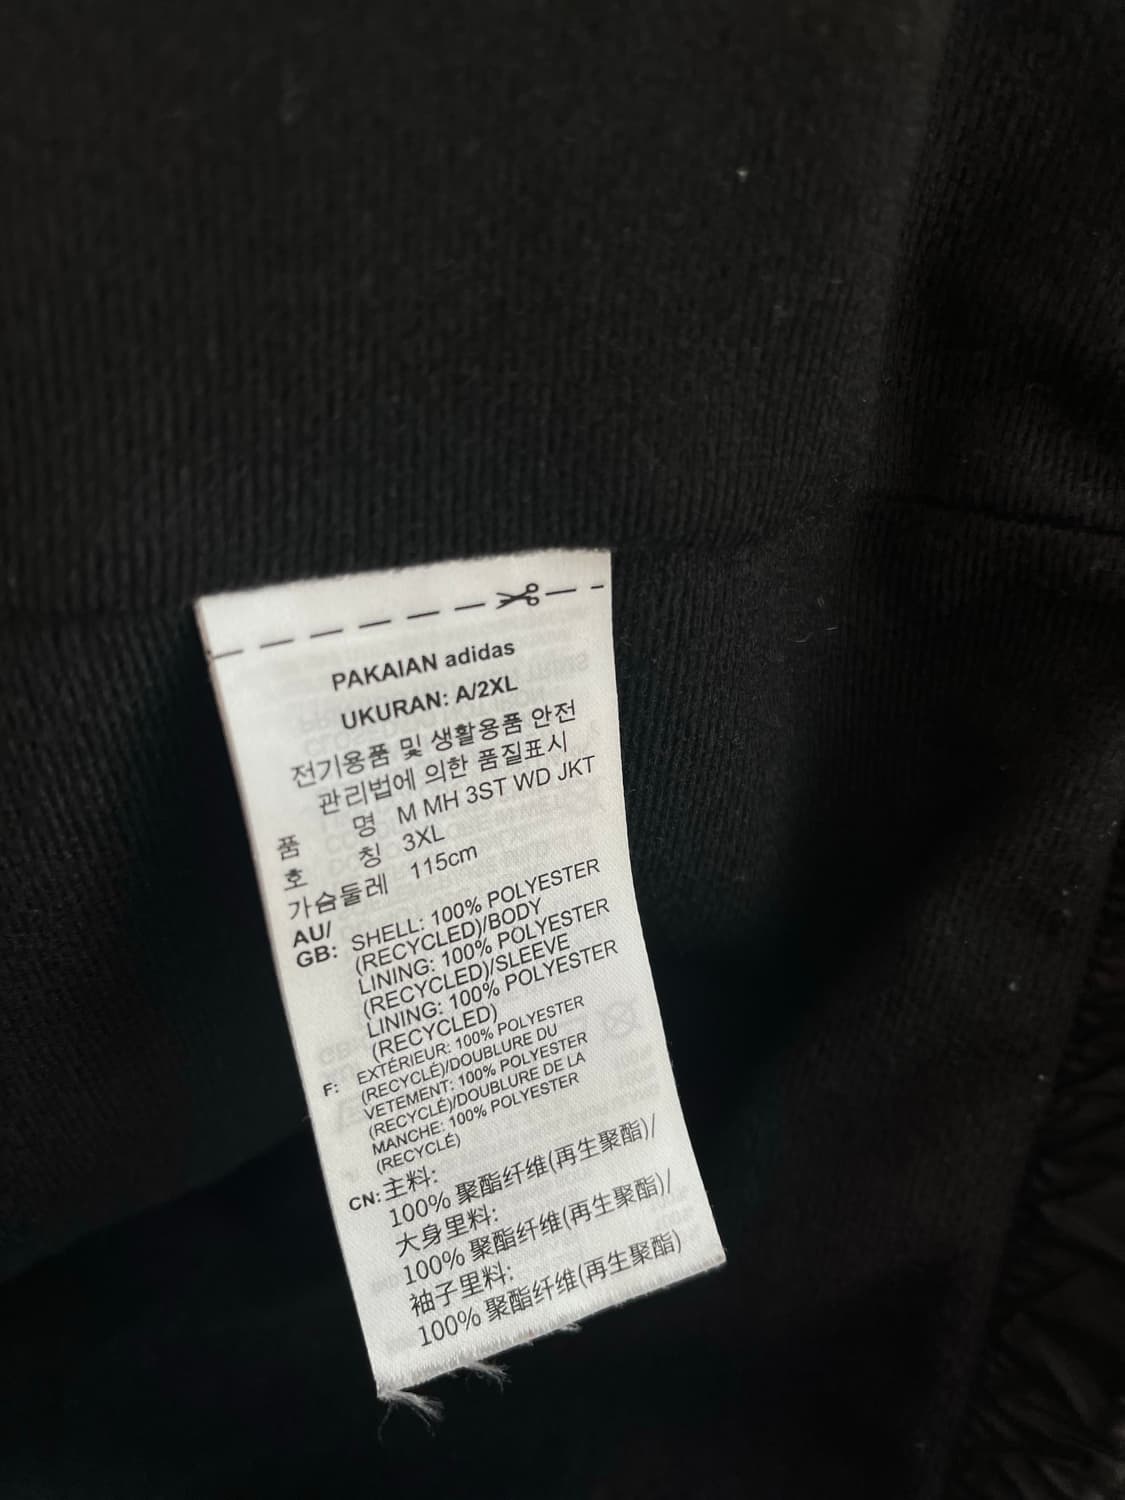 PAKAIAN adidas
UKURAN: A/2XL
전기용품 및 생활용품 안전
관리법에 의한 품질표시
품 명 M MH 3ST WD JKT
호 칭 3XL
가슴둘레 115cm
AU/
GB: SHELL: 100% POLYESTER
(RECYCLED)/BODY
LINING: 100% POLYESTER
(RECYCLED)/SLEEVE
LINING: 100% POLYESTER
(RECYCLED)
F: EXTÉRIEUR: 100% POLYESTER
(RECYCLÉ)/DOUBLURE DU
VETEMENT: 100% POLYESTER
(RECYCLÉ)/DOUBLURE DE LA
MANCHE: 100% POLYESTER
(RECYCLÉ)
CN: 主料:
100% 聚酯纤维(再生聚酯)/
大身里料:
100% 聚酯纤维(再生聚酯)/
袖子里料:
100% 聚酯纤维(再生聚酯)